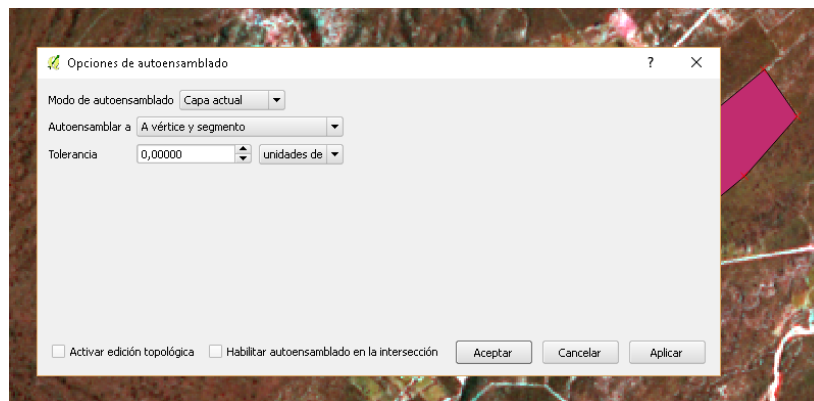 Opciones de autoensamblado
Modo de autoensamblado Capa actual
Autoensamblar a A vértice y segmento
Tolerancia 0,00000 unidades de
Activar edición topológica Habilitar autoensamblado en la intersección Aceptar Cancelar Aplicar